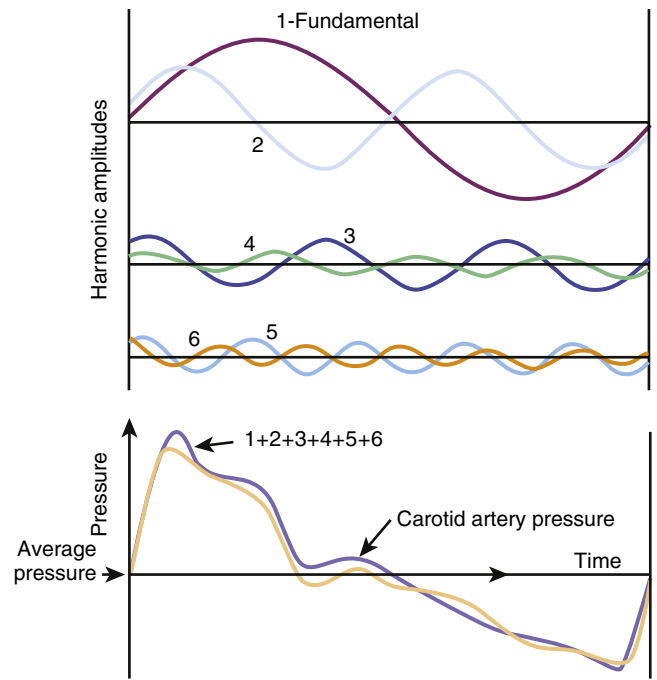 1-Fundamental
Harmonic amplitudes
2
4
3
6
5
1+2+3+4+5+6
Pressure
Carotid artery pressure
Average
pressure
Time